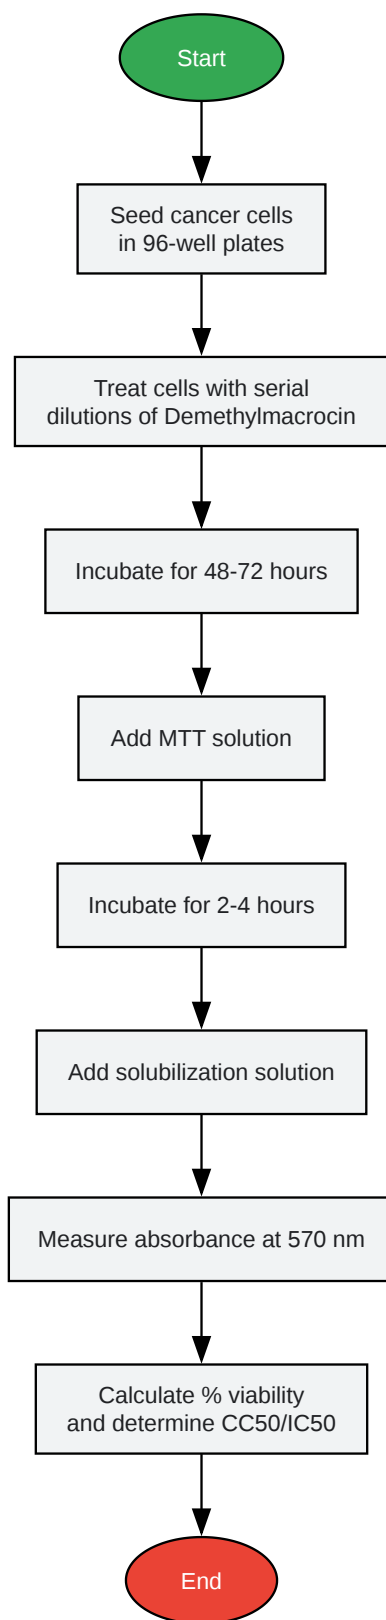 Start
Seed cancer cells
in 96-well plates
Treat cells with serial
dilutions of Demethylmacrocin
Incubate for 48-72 hours
Add MTT solution
Incubate for 2-4 hours
Add solubilization solution
Measure absorbance at 570 nm
Calculate % viability
and determine CC50/IC50
End